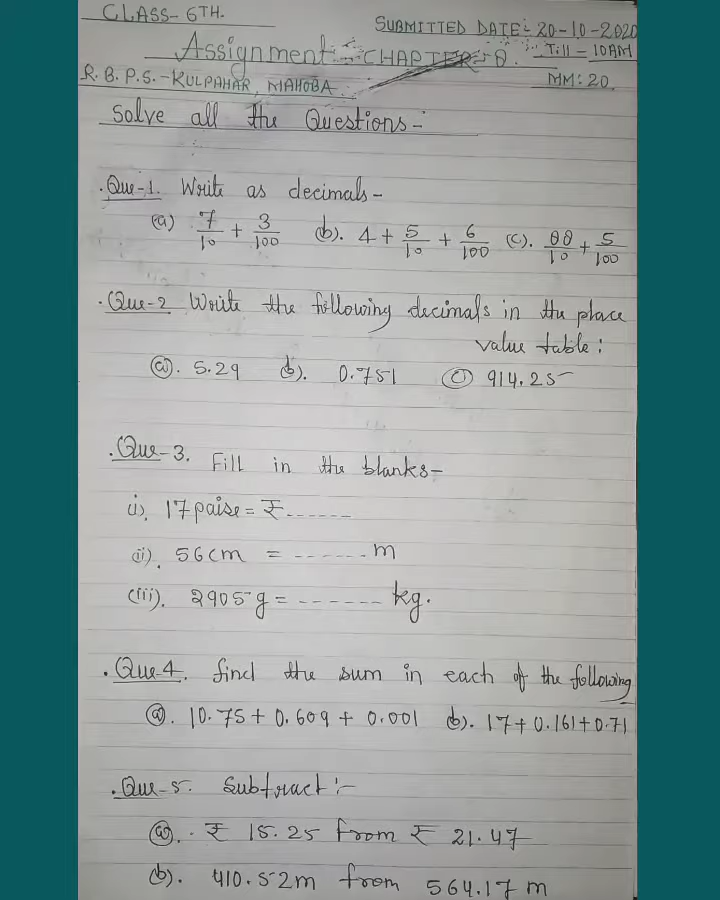 CLASS- 6TH.
SUBMITTED DATE:- 20-10-2020
Assignment:- CHAPTER-8. Till - 10AM
R.B.P.S.-KULPAHAR, MAHOBA. MM: 20.
Solve all the Questions-
Que-1. Write as decimals-
(a) 7/10 + 3/100 (b). 4 + 5/10 + 6/100 (c). 88/10 + 5/100
Que-2 Write the following decimals in the place
value table:
(a). 5.29 (b). 0.751 (c) 914.25
Que-3. Fill in the blanks-
(i). 17 paise = ₹------
(ii). 56cm = ------ m
(iii). 2905g = ------ kg.
Que-4. find the sum in each of the following
(a). 10.75 + 0.609 + 0.001 (b). 17 + 0.161 + 0.71
Que-5. Subtract:-
(a). ₹ 15.25 from ₹ 21.47
(b). 410.52m from 564.17 m